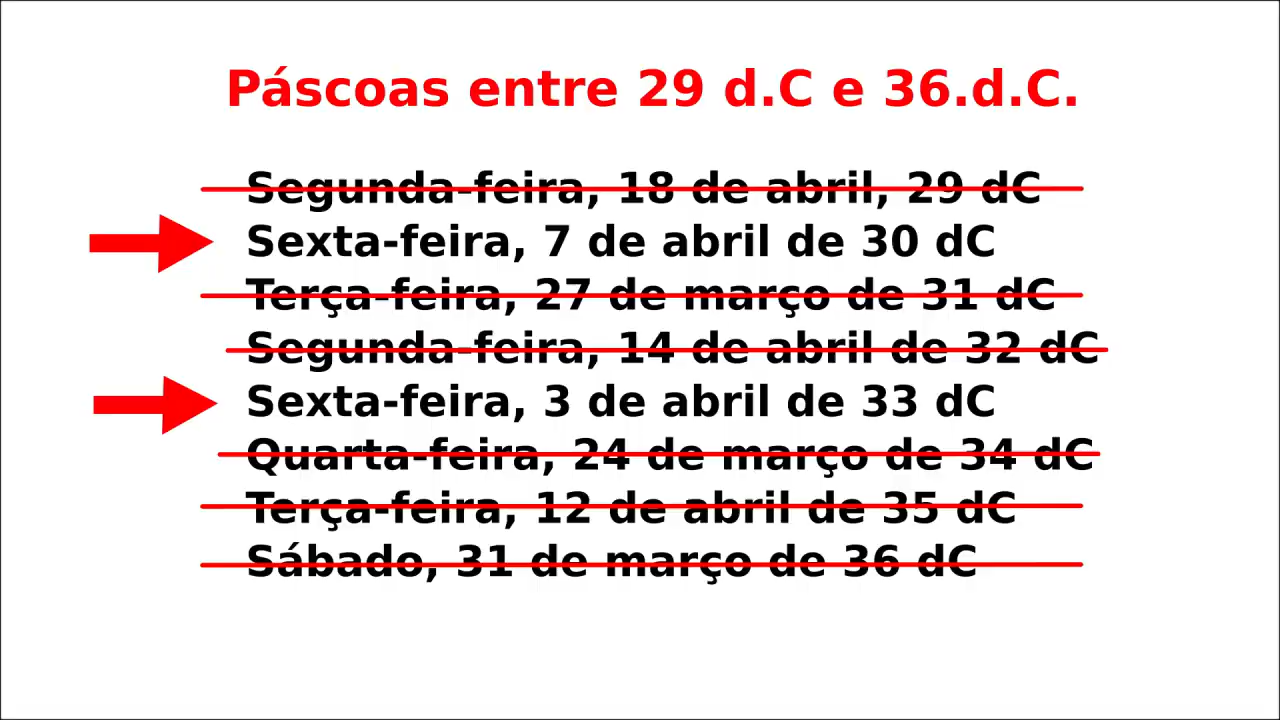 Páscoas entre 29 d.C e 36.d.C.
Segunda-feira, 18 de abril, 29 dC
Sexta-feira, 7 de abril de 30 dC
Terça-feira, 27 de março de 31 dC
Segunda-feira, 14 de abril de 32 dC
Sexta-feira, 3 de abril de 33 dC
Quarta-feira, 24 de março de 34 dC
Terça-feira, 12 de abril de 35 dC
Sábado, 31 de março de 36 dC